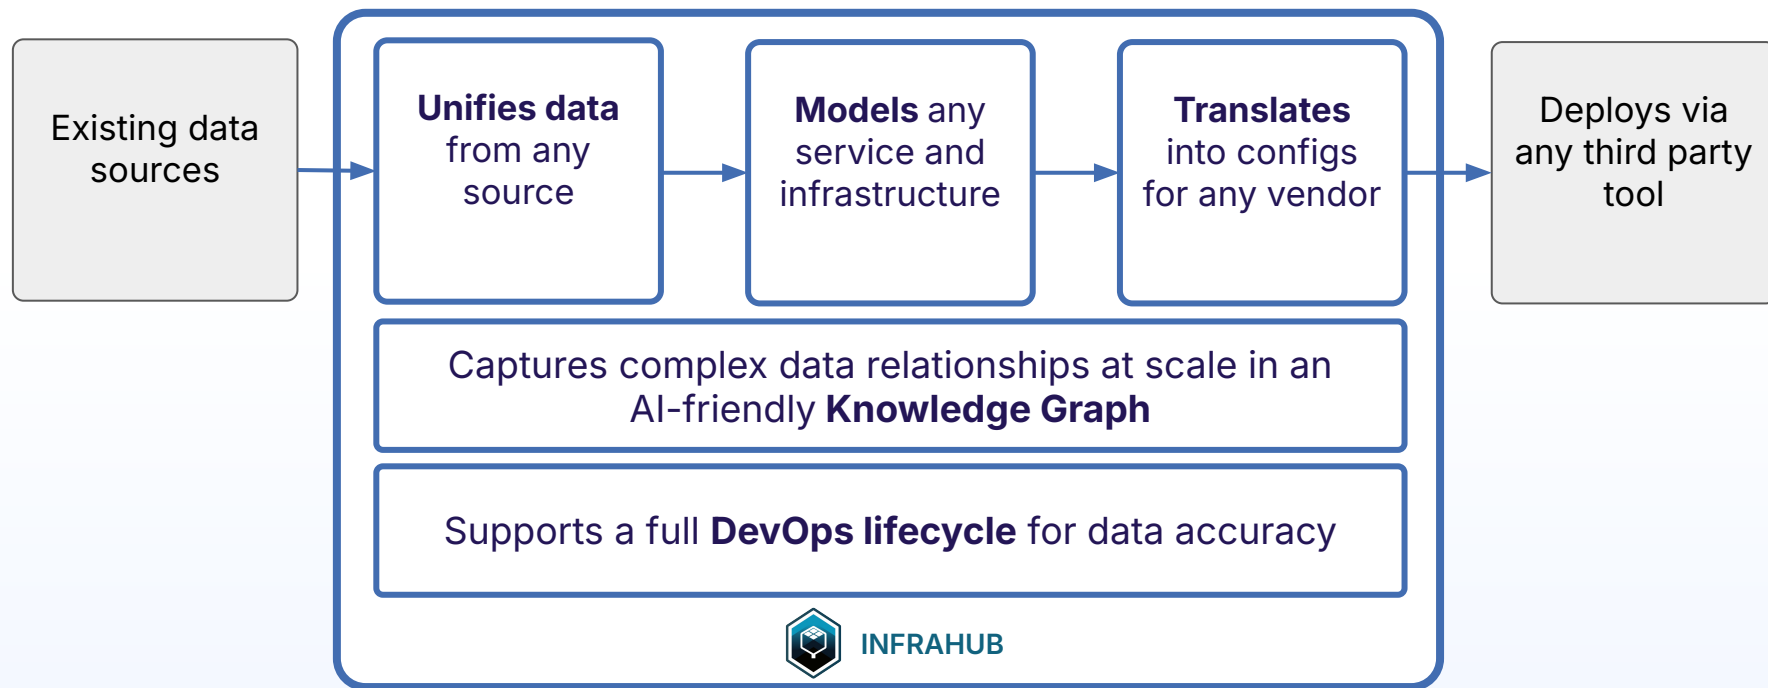 Existing data
sources
Unifies data
from any
source
Models any
service and
infrastructure
Translates
into configs
for any vendor
Deploys via
any third party
tool
Captures complex data relationships at scale in an
AI-friendly Knowledge Graph
Supports a full DevOps lifecycle for data accuracy
INFRAHUB